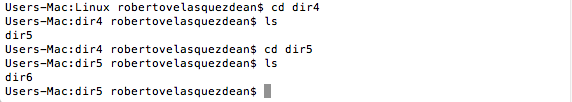 Users-Mac:Linux robertovelasquezdean$ cd dir4
Users-Mac:dir4 robertovelasquezdean$ ls
dir5
Users-Mac:dir4 robertovelasquezdean$ cd dir5
Users-Mac:dir5 robertovelasquezdean$ ls
dir6
Users-Mac:dir5 robertovelasquezdean$